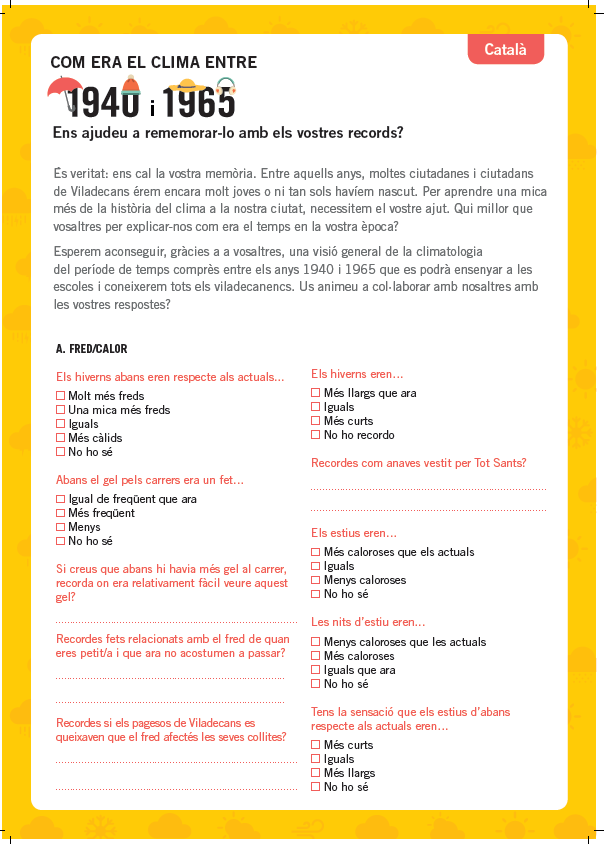 Català
COM ERA EL CLIMA ENTRE
1940 i 1965
Ens ajudeu a rememorar-lo amb els vostres records?
És veritat: ens cal la vostra memòria. Entre aquells anys, moltes ciutadanes i ciutadans
de Viladecans érem encara molt joves o ni tan sols havíem nascut. Per aprendre una mica
més de la història del clima a la nostra ciutat, necessitem el vostre ajut. Qui millor que
vosaltres per explicar-nos com era el temps en la vostra època?
Esperem aconseguir, gràcies a a vosaltres, una visió general de la climatologia
del període de temps comprès entre els anys 1940 i 1965 que es podrà ensenyar a les
escoles i coneixerem tots els viladecanencs. Us animeu a col·laborar amb nosaltres amb
les vostres respostes?
A. FRED/CALOR
Els hiverns abans eren respecte als actuals...
Molt més freds
Una mica més freds
Iguals
Més càlids
No ho sé
Abans el gel pels carrers era un fet...
Igual de freqüent que ara
Més freqüent
Menys
No ho sé
Si creus que abans hi havia més gel al carrer,
recorda on era relativament fàcil veure aquest
gel?
Recordes fets relacionats amb el fred de quan
eres petit/a i que ara no acostumen a passar?
Recordes si els pagesos de Viladecans es
queixaven que el fred afectés les seves collites?
Els hiverns eren...
Més llargs que ara
Iguals
Més curts
No ho recordo
Recordes com anaves vestit per Tot Sants?
Els estius eren...
Més caloroses que els actuals
Iguals
Menys caloroses
No ho sé
Les nits d'estiu eren...
Menys caloroses que les actuals
Més caloroses
Iguals que ara
No ho sé
Tens la sensació que els estius d'abans
respecte als actuals eren...
Més curts
Iguals
Més llargs
No ho sé